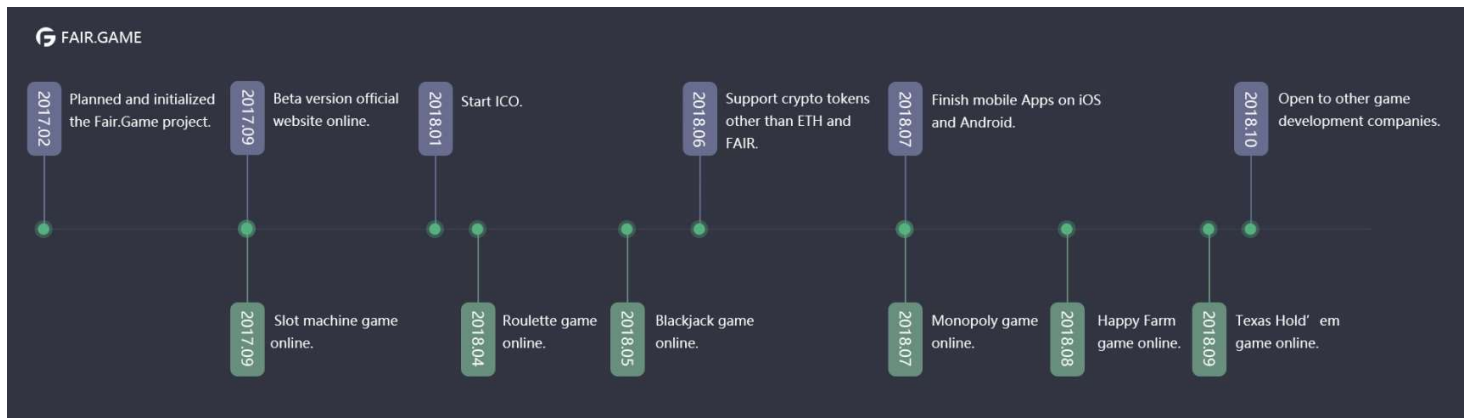 FAIR.GAME
2017.02
Planned and initialized
the Fair.Game project.
2017.09
Beta version official
website online.
2018.01
Start ICO.
2018.06
Support crypto tokens
other than ETH and
FAIR.
2018.07
Finish mobile Apps on iOS
and Android.
2018.10
Open to other game
development companies.
2017.09
Slot machine game
online.
2018.04
Roulette game
online.
2018.05
Blackjack game
online.
2018.07
Monopoly game
online.
2018.08
Happy Farm
game online.
2018.09
Texas Hold’ em
game online.